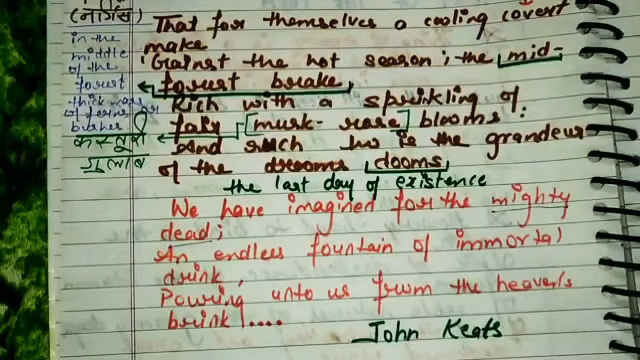 (नर्गिस)
That for themselves a cooling covert
make
'Gainst the hot season; the mid-
forest brake,
Rich with a sprinkling of
fair musk-rose blooms:
And such too is the grandeur
of the dooms
the last day of existence
We have imagined for the mighty
dead;
An endless fountain of immortal
drink,
Pouring unto us from the heaven's
brink....
John Keats
in the
middle
of the
forest
thick mass
of ferns or
bushes
कस्तूरी
गुलाब